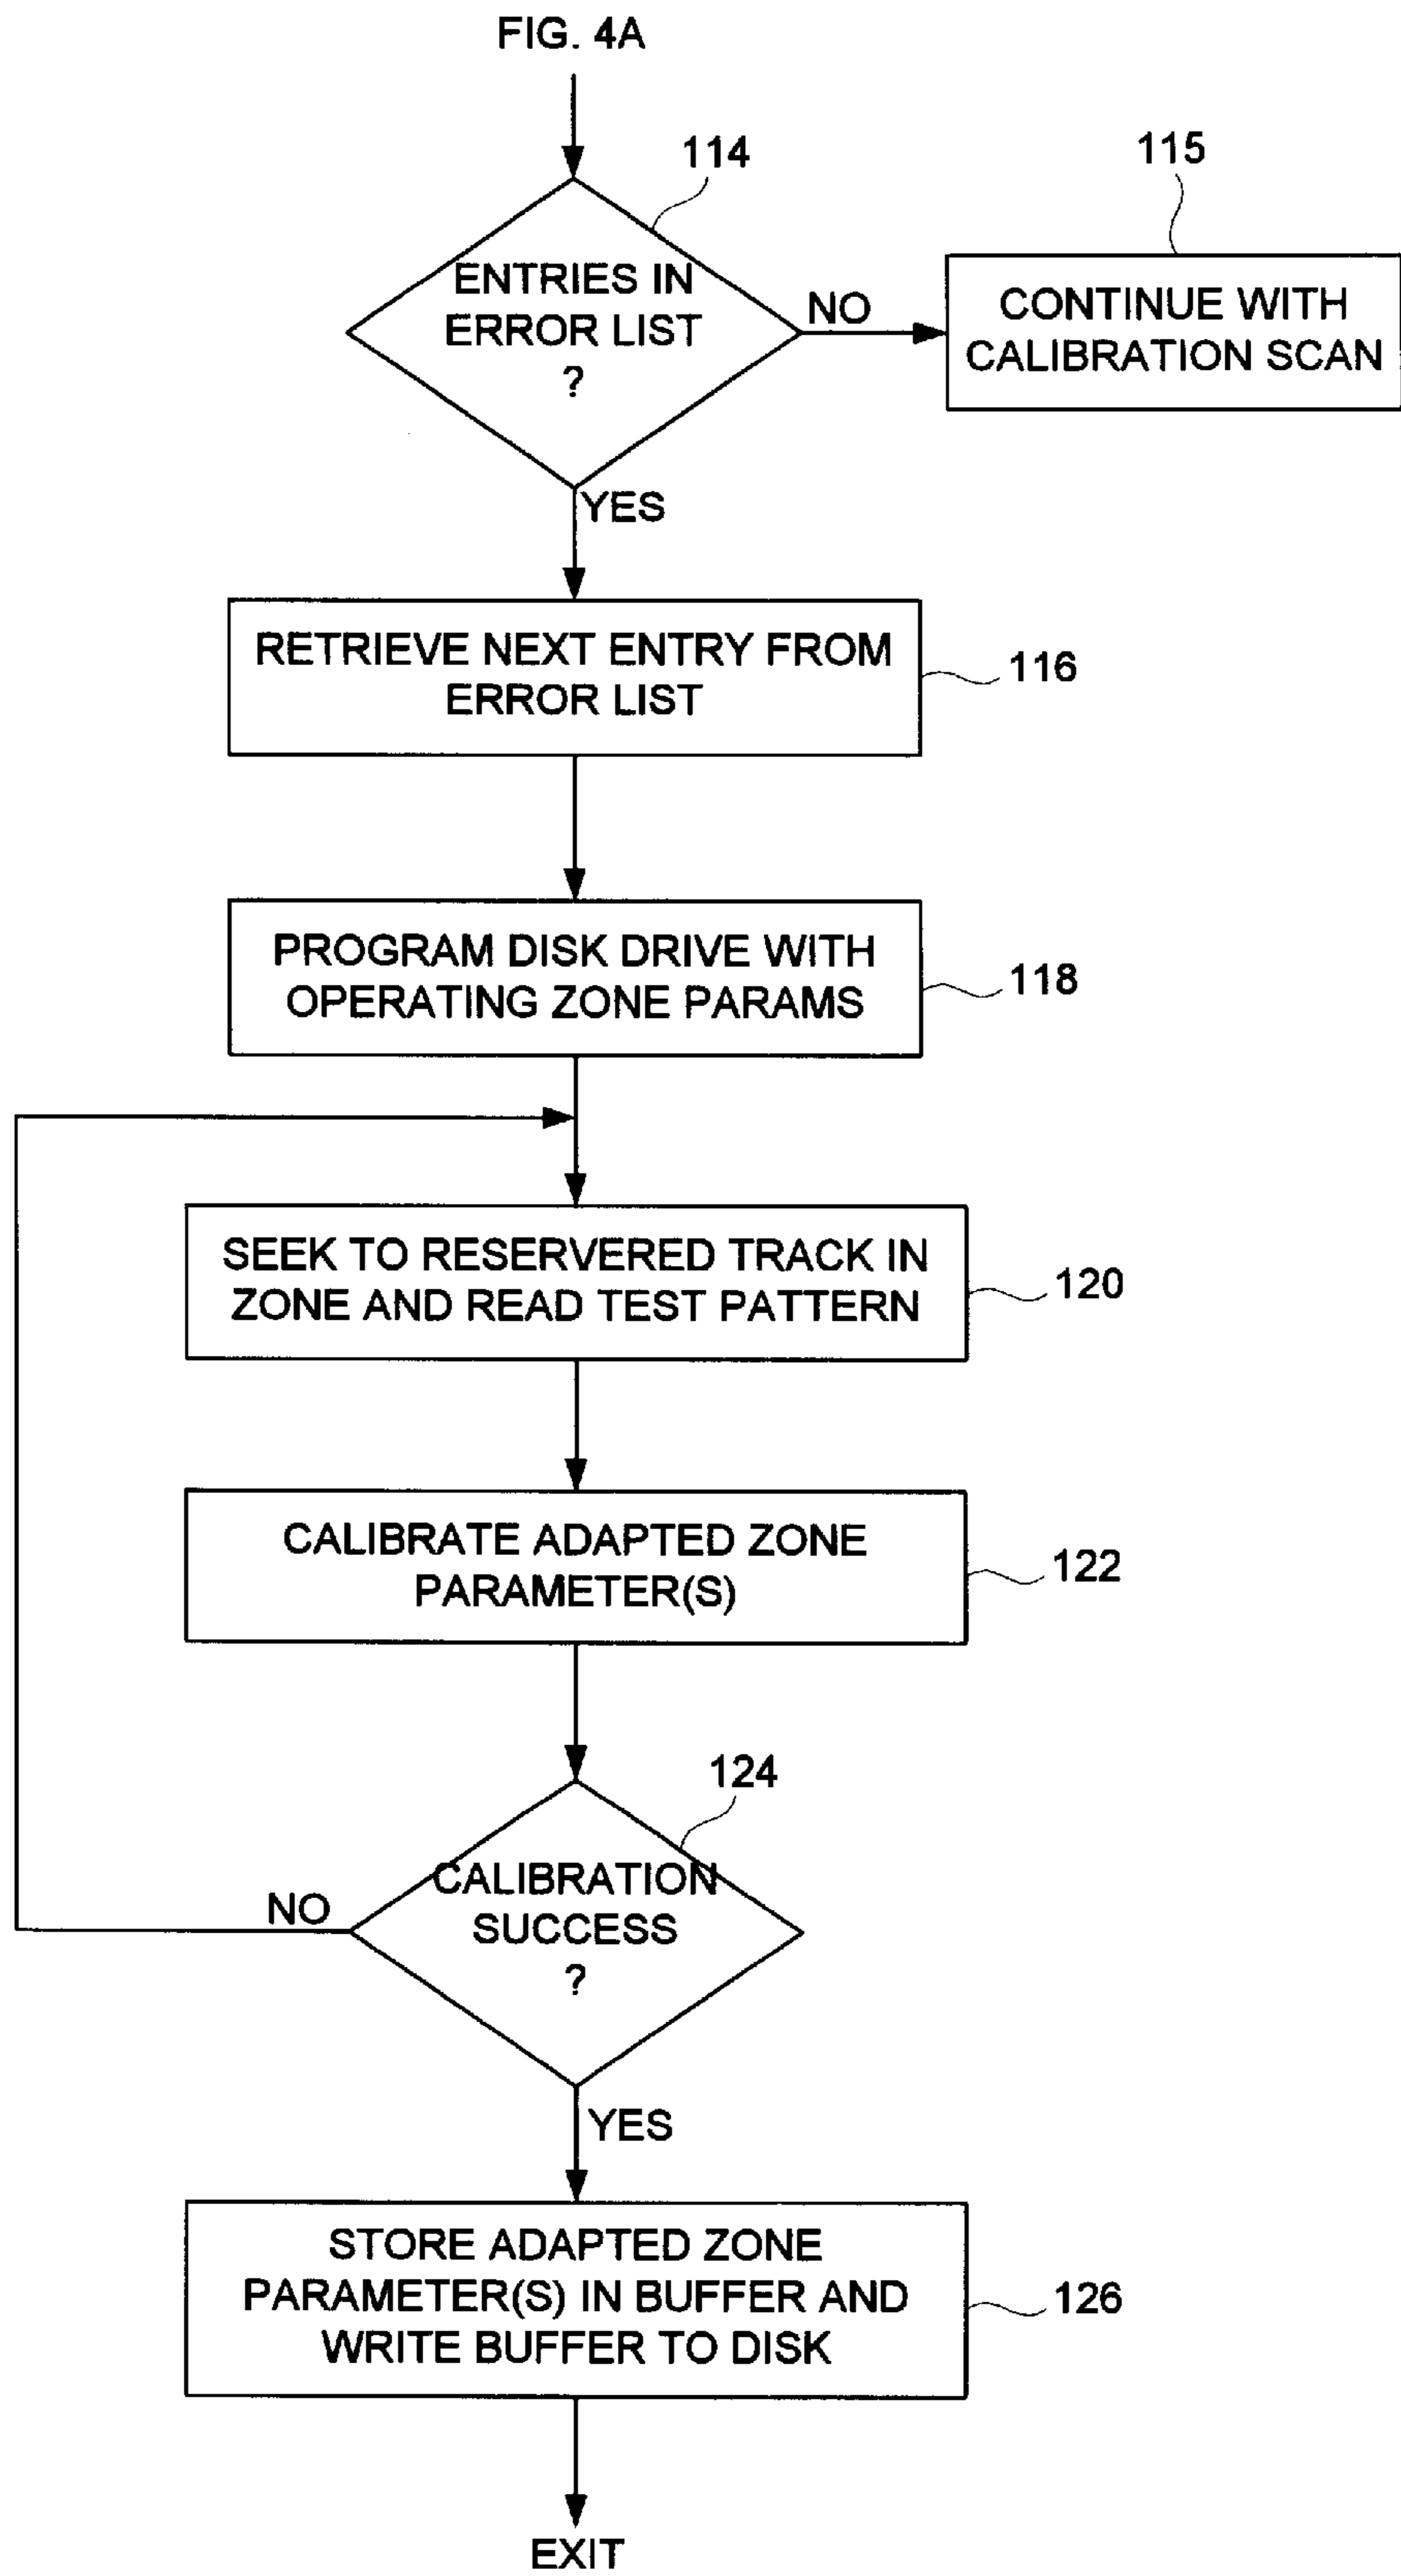 FIG. 4A
114
115
ENTRIES IN
ERROR LIST
?
NO
CONTINUE WITH
CALIBRATION SCAN
YES
RETRIEVE NEXT ENTRY FROM
ERROR LIST
116
PROGRAM DISK DRIVE WITH
OPERATING ZONE PARAMS
118
SEEK TO RESERVERED TRACK IN
ZONE AND READ TEST PATTERN
120
CALIBRATE ADAPTED ZONE
PARAMETER(S)
122
124
CALIBRATION
SUCCESS
?
NO
YES
STORE ADAPTED ZONE
PARAMETER(S) IN BUFFER AND
WRITE BUFFER TO DISK
126
EXIT